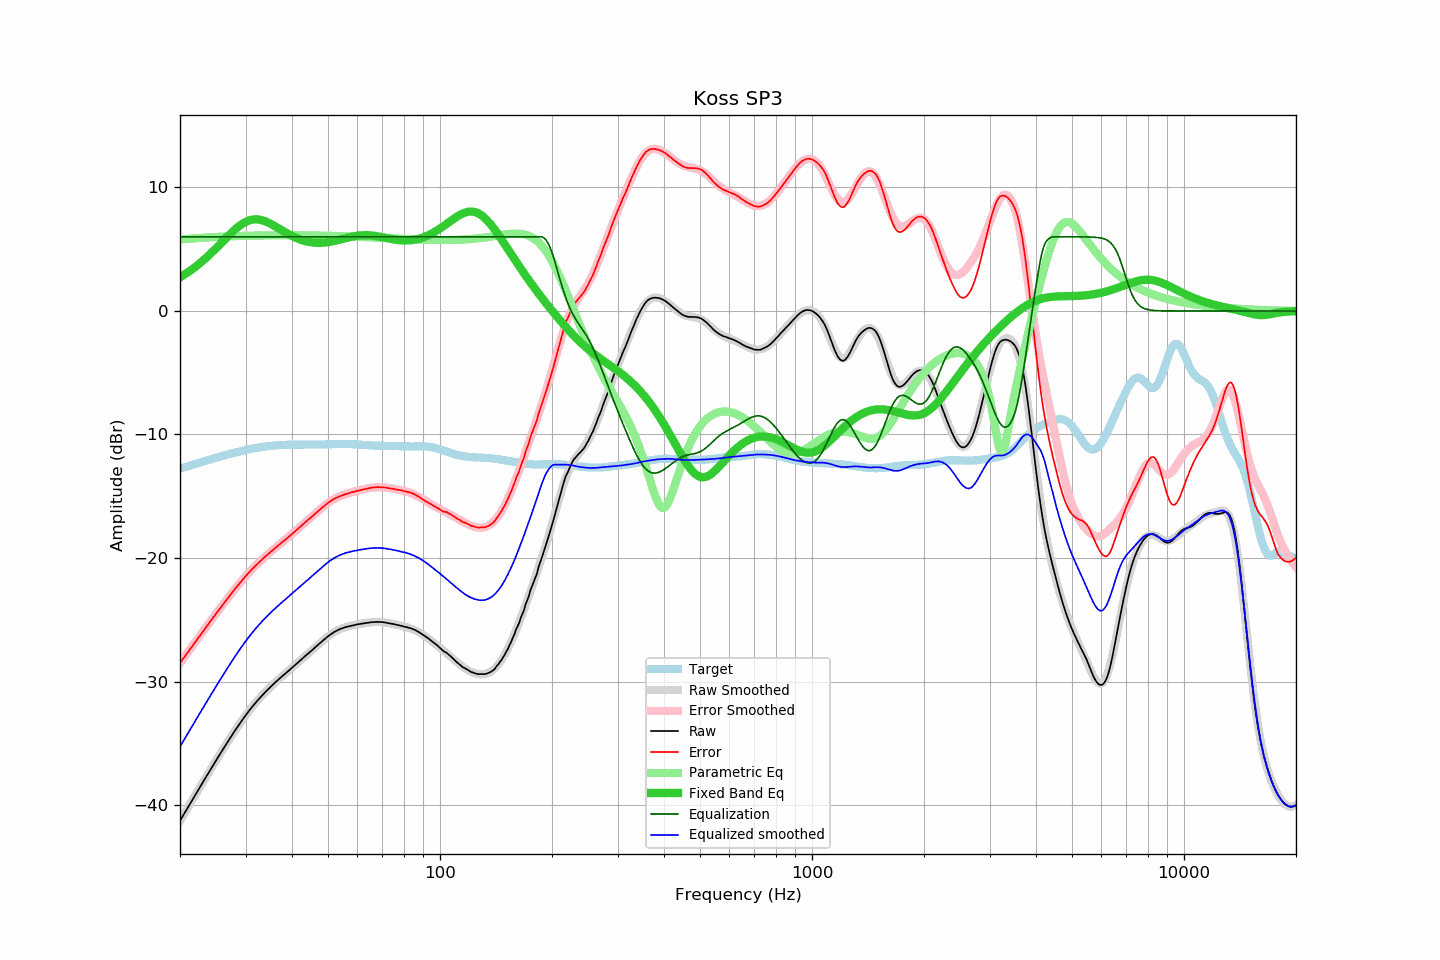 Koss SP3
10
0
−10
−20
−30
−40
Amplitude (dBr)
Target
Raw Smoothed
Error Smoothed
Raw
Error
Parametric Eq
Fixed Band Eq
Equalization
Equalized smoothed
100
1000
10000
Frequency (Hz)